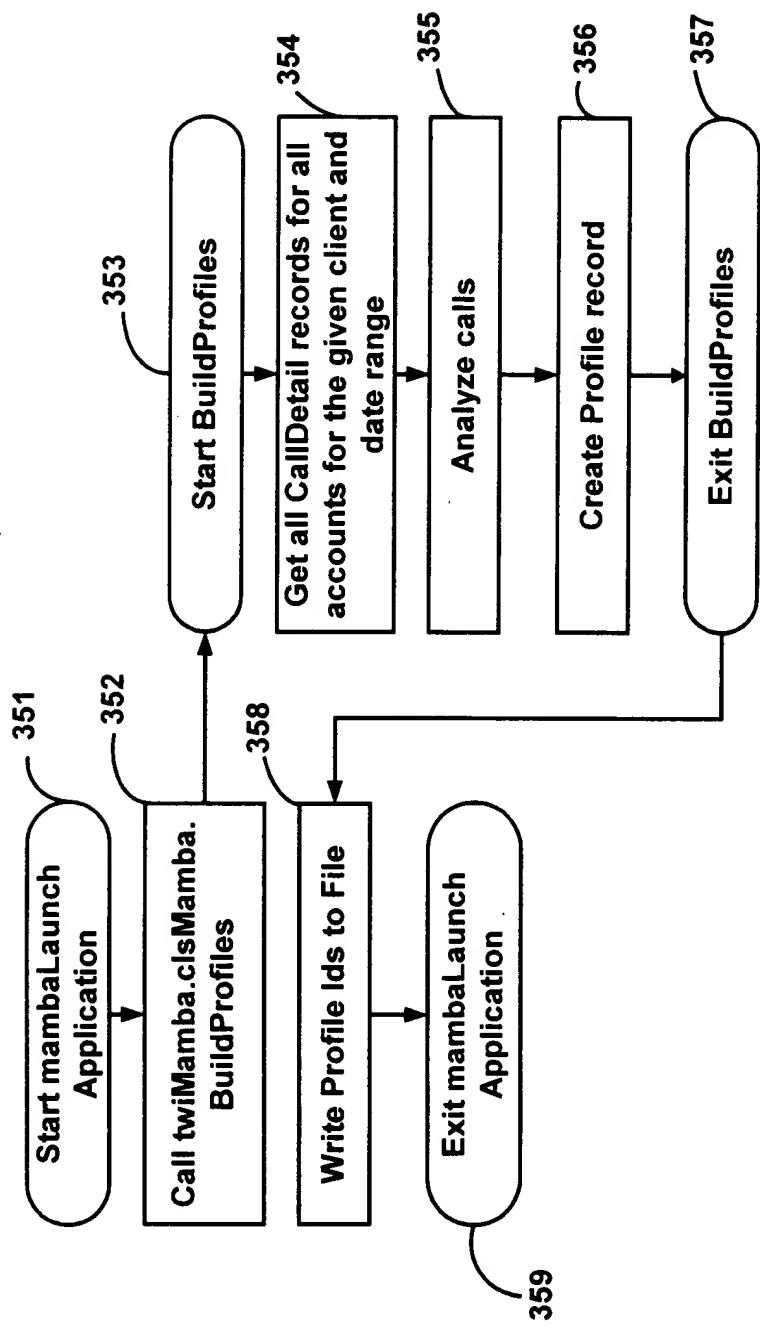 351
Start mambaLaunch
Application
352
Call twiMamba.clsMamba.
BuildProfiles
353
Start BuildProfiles
354
Get all CallDetail records for all
accounts for the given client and
date range
355
Analyze calls
356
Create Profile record
357
Exit BuildProfiles
358
Write Profile Ids to File
359
Exit mambaLaunch
Application